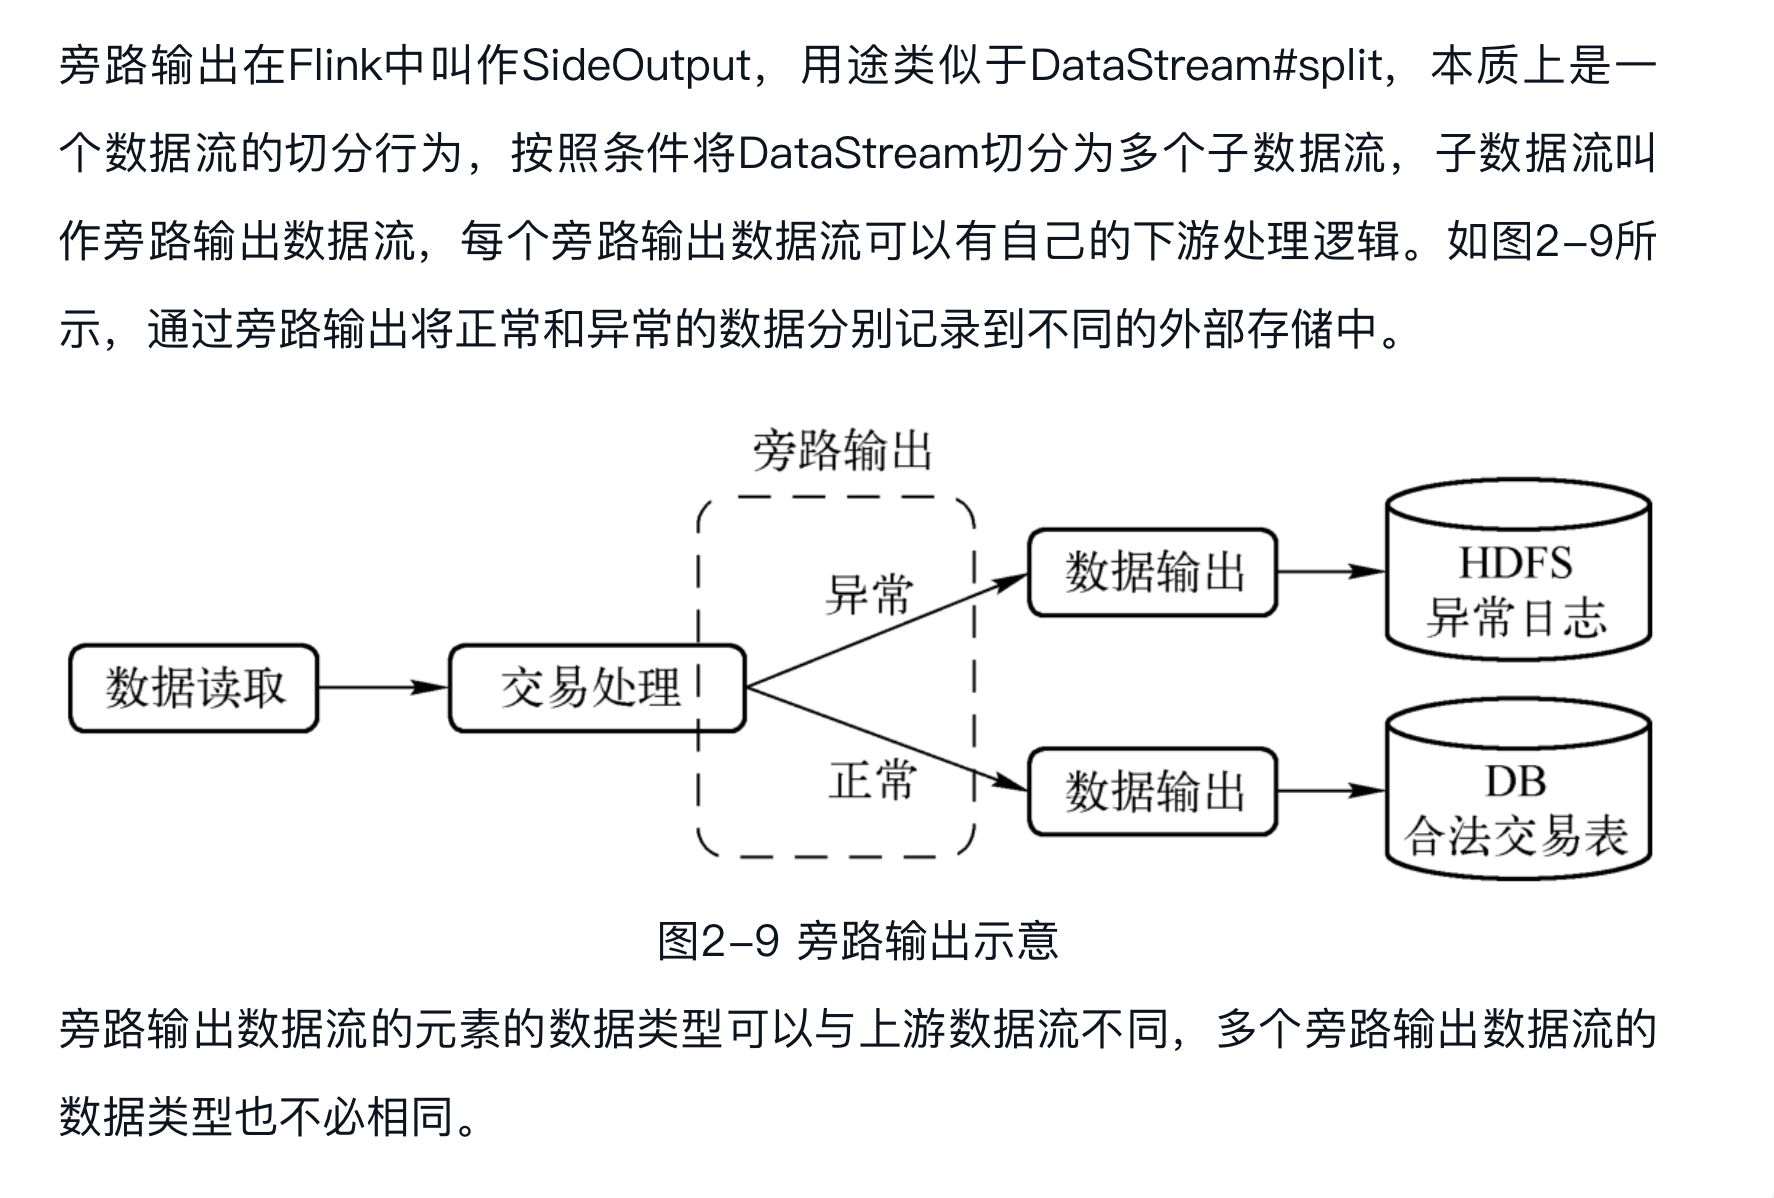 旁路输出在Flink中叫作SideOutput，用途类似于DataStream#split，本质上是一
个数据流的切分行为，按照条件将DataStream切分为多个子数据流，子数据流叫
作旁路输出数据流，每个旁路输出数据流可以有自己的下游处理逻辑。如图2-9所
示，通过旁路输出将正常和异常的数据分别记录到不同的外部存储中。
旁路输出
异常
数据输出
HDFS
异常日志
数据读取
交易处理
正常
数据输出
DB
合法交易表
图2-9 旁路输出示意
旁路输出数据流的元素的数据类型可以与上游数据流不同，多个旁路输出数据流的
数据类型也不必相同。